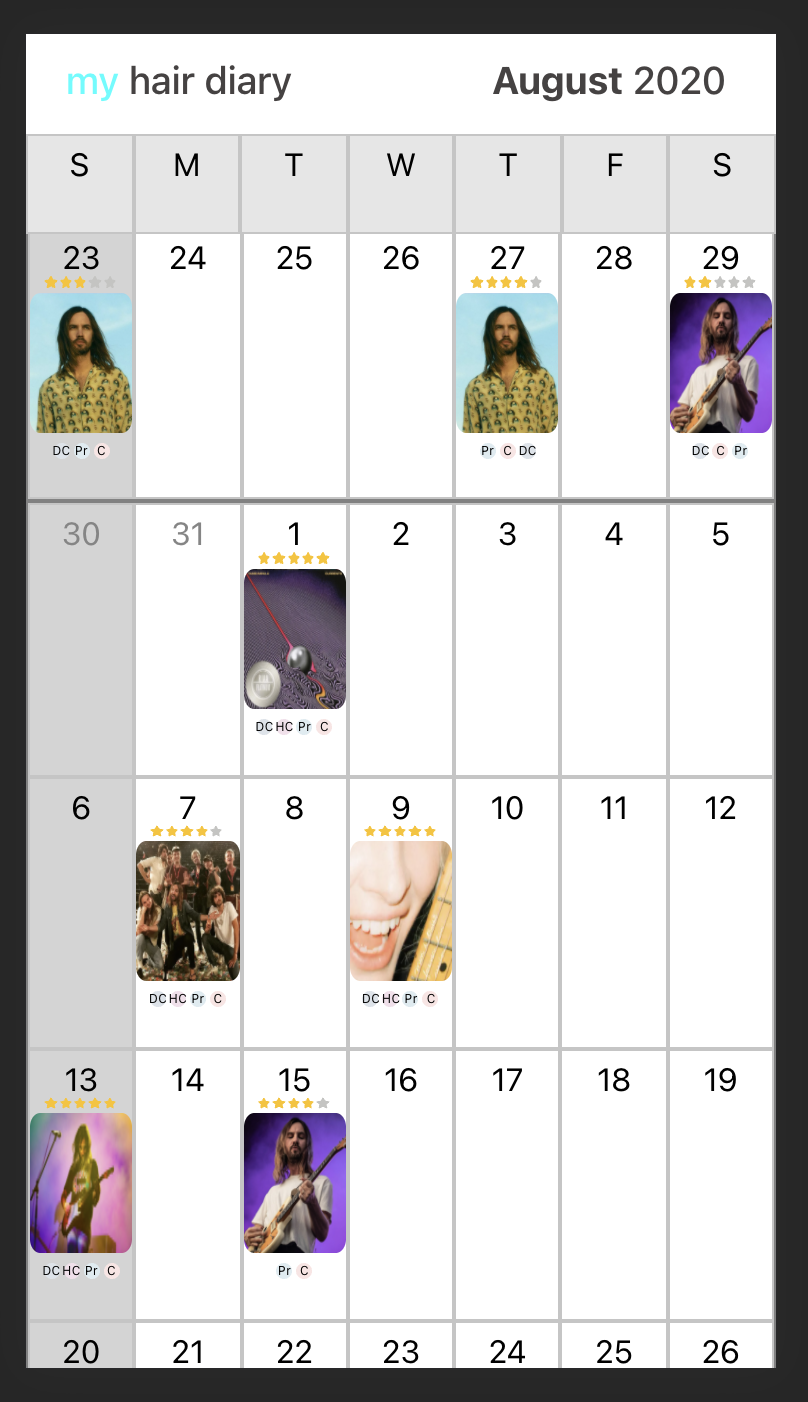 my hair diary August 2020
S M T W T F S
23 24 25 26 27 28 29
DC Pr C Pr C DC DC C Pr
30 31 1 2 3 4 5
DC HC Pr C
6 7 8 9 10 11 12
DC HC Pr C DC HC Pr C
13 14 15 16 17 18 19
DC HC Pr C Pr C
20 21 22 23 24 25 26